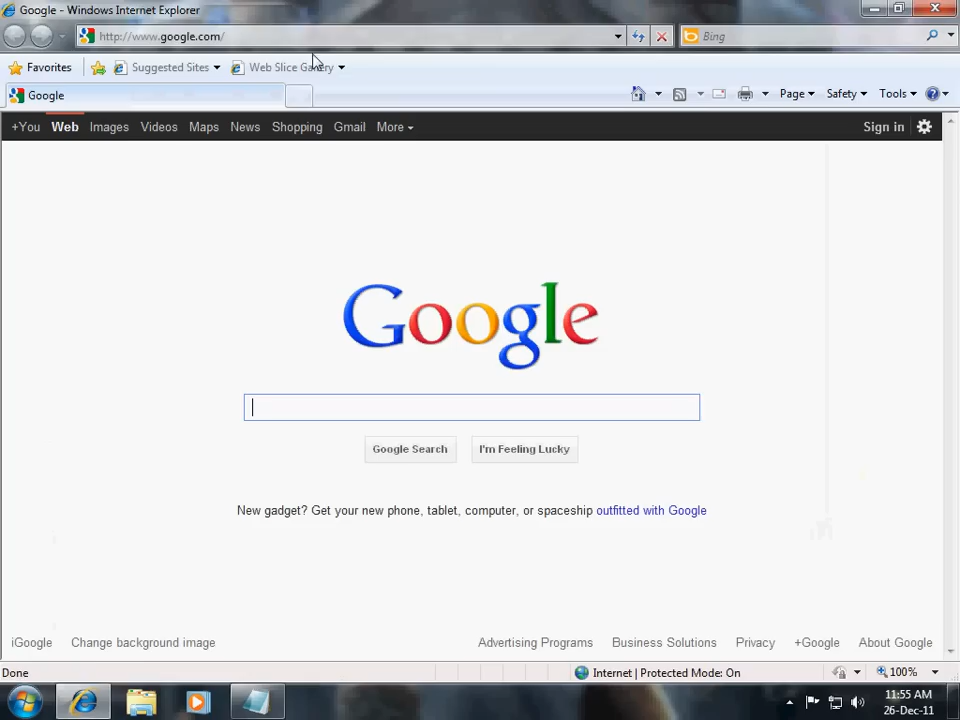 Google - Windows Internet Explorer
http://www.google.com/
Bing
Favorites
Suggested Sites
Web Slice Gallery
Google
Page
Safety
Tools
+You Web Images Videos Maps News Shopping Gmail More
Sign in
Google
Google Search
I'm Feeling Lucky
New gadget? Get your new phone, tablet, computer, or spaceship outfitted with Google
iGoogle Change background image
Advertising Programs Business Solutions Privacy +Google About Google
Done
Internet | Protected Mode: On
100%
11:55 AM
26-Dec-11